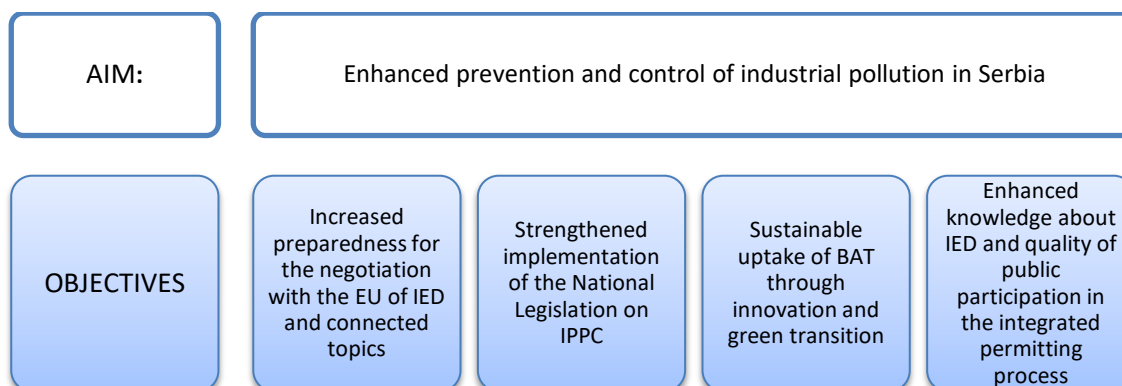 AIM:
Enhanced prevention and control of industrial pollution in Serbia
OBJECTIVES
Increased
preparedness for
the negotiation
with the EU of IED
and connected
topics
Strengthened
implementation
of the National
Legislation on
IPPC
Sustainable
uptake of BAT
through
innovation and
green transition
Enhanced
knowledge about
IED and quality of
public
participation in
the integrated
permitting
process